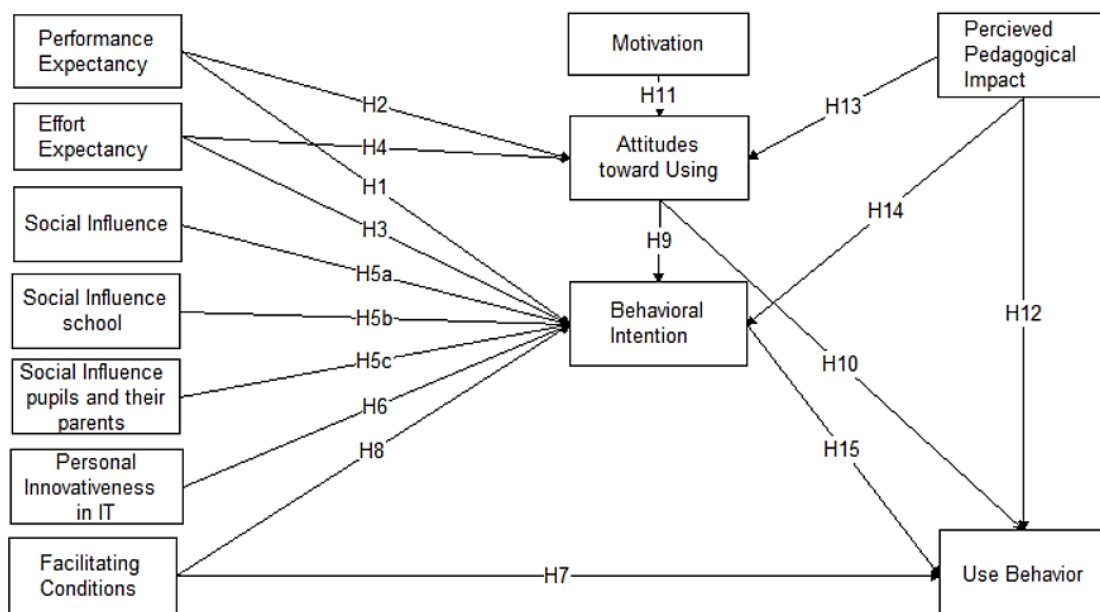 Performance
Expectancy
Motivation
Percieved
Pedagogical
Impact
H2
H11
H13
Effort
Expectancy
H4
Attitudes
toward Using
H1
H3
H14
Social Influence
H9
H5a
Social Influence
school
H5b
Behavioral
Intention
H12
Social Influence
pupils and their
parents
H5c
H10
H6
H8
H15
Personal
Innovativeness
in IT
Facilitating
Conditions
H7
Use Behavior